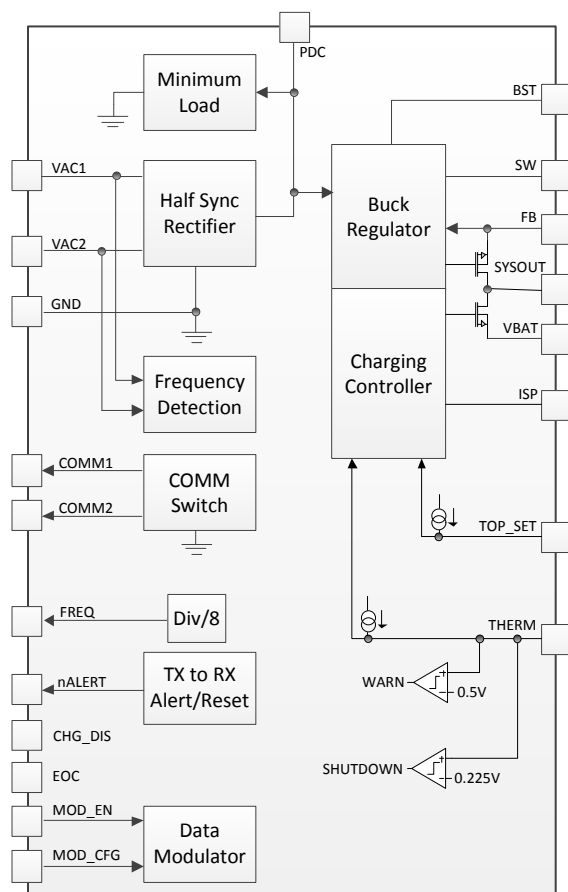 PDC
Minimum
Load
BST
VAC1
SW
Half Sync
Rectifier
Buck
Regulator
FB
VAC2
SYSOUT
GND
VBAT
Frequency
Detection
Charging
Controller
ISP
COMM1
COMM
Switch
COMM2
TOP_SET
FREQ
Div/8
THERM
nALERT
TX to RX
Alert/Reset
WARN
+
−
0.5V
CHG_DIS
EOC
SHUTDOWN
+
−
0.225V
MOD_EN
Data
Modulator
MOD_CFG